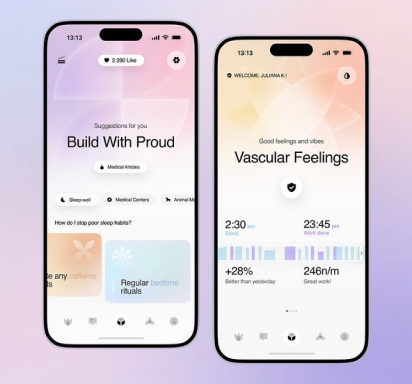 13:13
2.390 Like
Suggestions for you
Build With Proud
Medical Articles
Sleep-well
Medical Centers
Animal
How do I stop poor sleep habits?
te any caffeine
ls
Regular bedtime
rituals
13:13
WELCOME, JULIANA K.!
Good feelings and vibes
Vascular Feelings
2:30 am
Sleep
23:45 pm
Work done
+28%
Better than yesterday
246n/m
Great work!